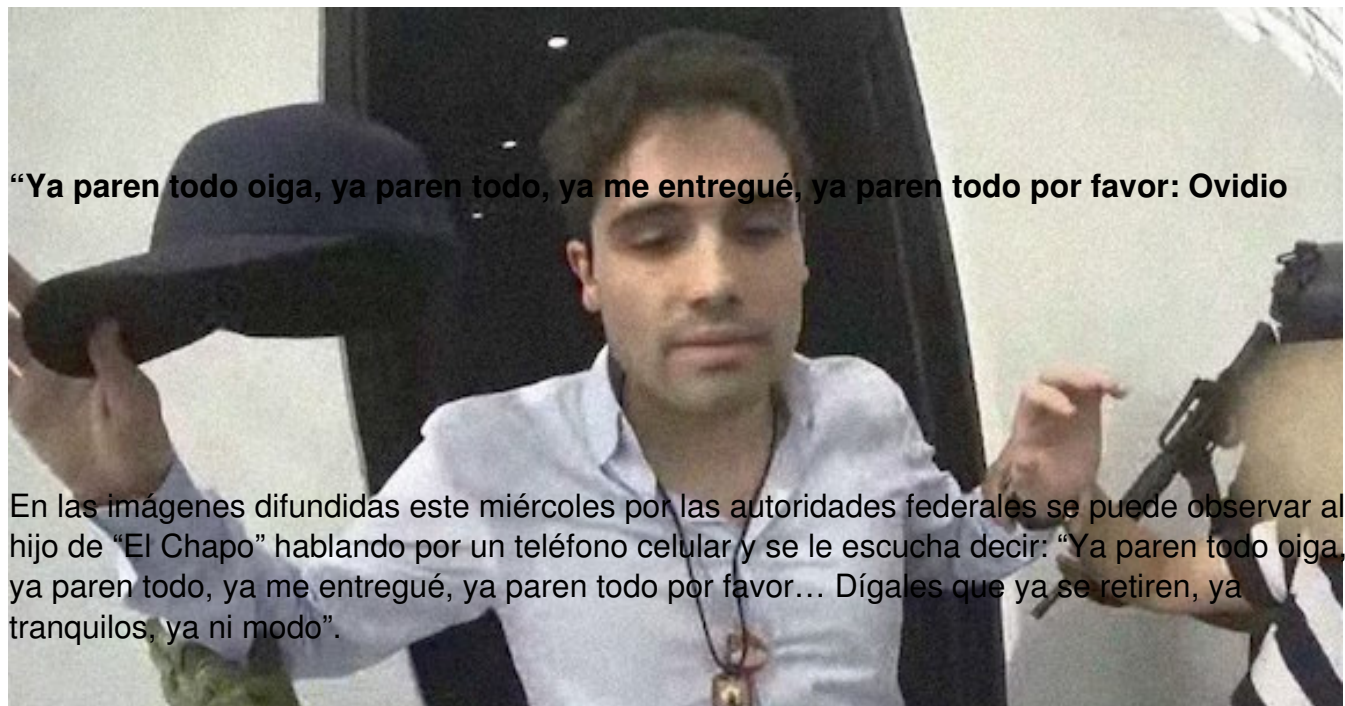 “Ya paren todo oiga, ya paren todo, ya me entregué, ya paren todo por favor: Ovidio
En las imágenes difundidas este miércoles por las autoridades federales se puede observar al
hijo de “El Chapo” hablando por un teléfono celular y se le escucha decir: “Ya paren todo oiga,
ya paren todo, ya me entregué, ya paren todo por favor… Dígales que ya se retiren, ya
tranquilos, ya ni modo”.